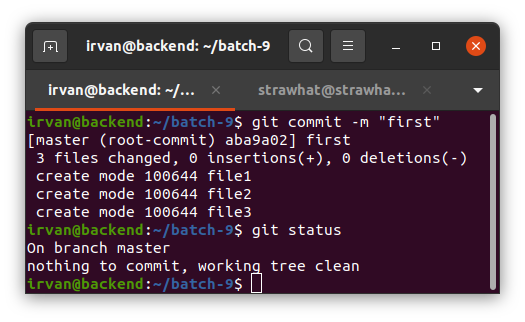 irvan@backend: ~/batch-9
irvan@backend: ~/... strawhat@strawha...
irvan@backend:~/batch-9$ git commit -m "first"
[master (root-commit) aba9a02] first
 3 files changed, 0 insertions(+), 0 deletions(-)
 create mode 100644 file1
 create mode 100644 file2
 create mode 100644 file3
irvan@backend:~/batch-9$ git status
On branch master
nothing to commit, working tree clean
irvan@backend:~/batch-9$